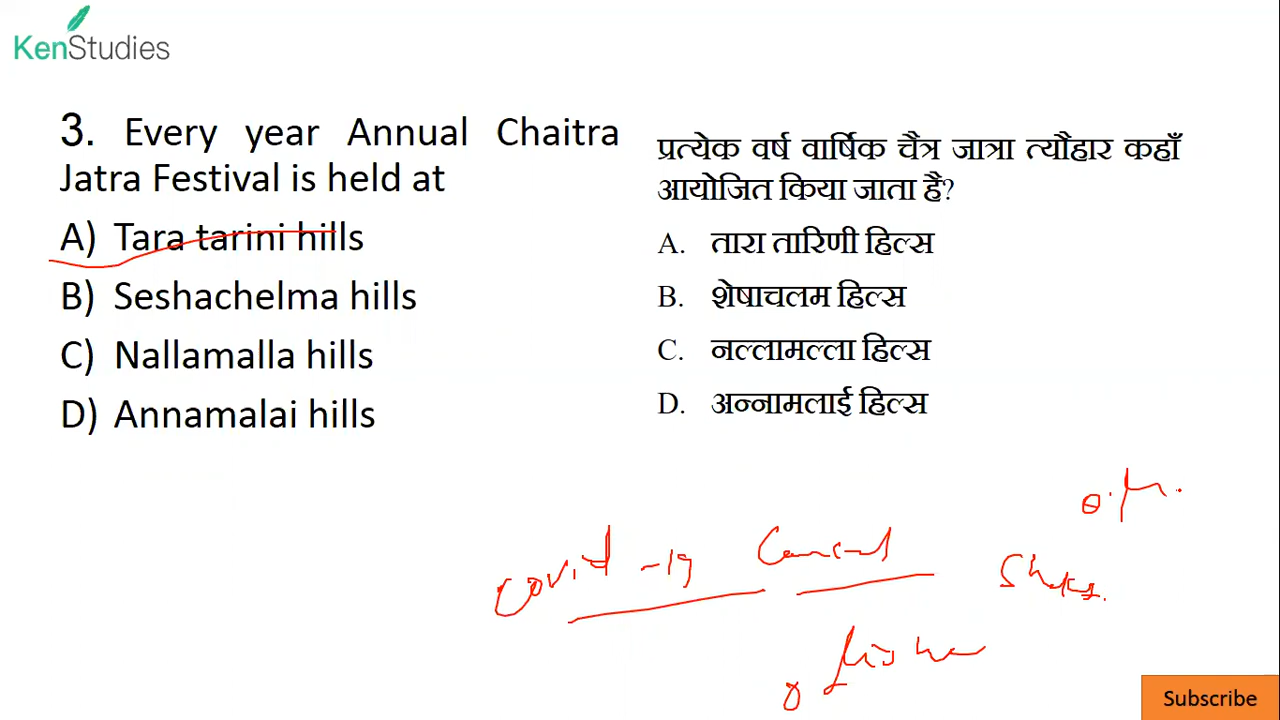 KenStudies
3. Every year Annual Chaitra
Jatra Festival is held at
A) Tara tarini hills
B) Seshachelma hills
C) Nallamalla hills
D) Annamalai hills
प्रत्येक वर्ष वार्षिक चैत्र जात्रा त्यौहार कहाँ
आयोजित किया जाता है?
A. तारा तारिणी हिल्स
B. शेषाचलम हिल्स
C. नल्लामल्ला हिल्स
D. अन्नामलाई हिल्स
Covid -19
Subscribe